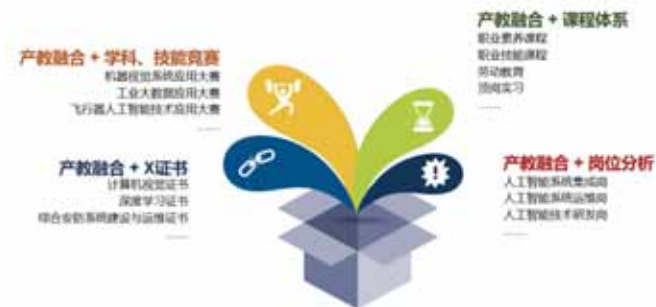 产教融合 + 学科、技能竞赛
机器视觉系统应用大赛
工业大数据应用大赛
飞行器人工智能技术应用大赛
......
产教融合 + 课程体系
职业素养课程
职业技能课程
劳动教育
顶岗实习
......
产教融合 + X证书
计算机视觉证书
深度学习证书
综合安防系统建设与运维证书
......
产教融合 + 岗位分析
人工智能系统集成岗
人工智能系统运维岗
人工智能技术研发岗
......